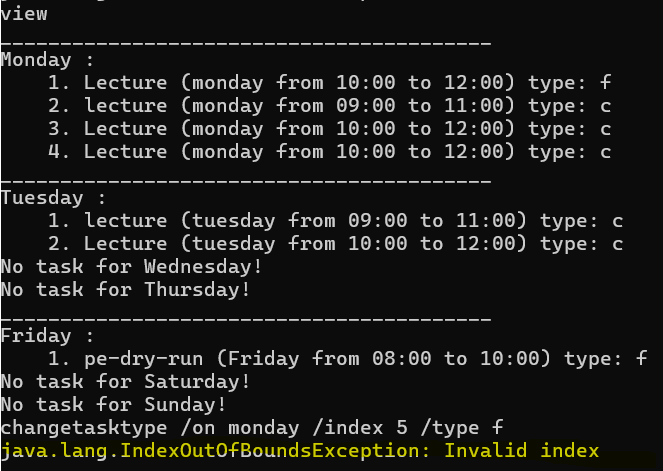 view
_________________________________________
Monday :
    1. Lecture (monday from 10:00 to 12:00) type: f
    2. lecture (monday from 09:00 to 11:00) type: c
    3. Lecture (monday from 10:00 to 12:00) type: c
    4. Lecture (monday from 10:00 to 12:00) type: c
_________________________________________
Tuesday :
    1. lecture (tuesday from 09:00 to 11:00) type: c
    2. Lecture (tuesday from 10:00 to 12:00) type: c
No task for Wednesday!
No task for Thursday!
_________________________________________
Friday :
    1. pe-dry-run (Friday from 08:00 to 10:00) type: f
No task for Saturday!
No task for Sunday!
changetasktype /on monday /index 5 /type f
java.lang.IndexOutOfBoundsException: Invalid index